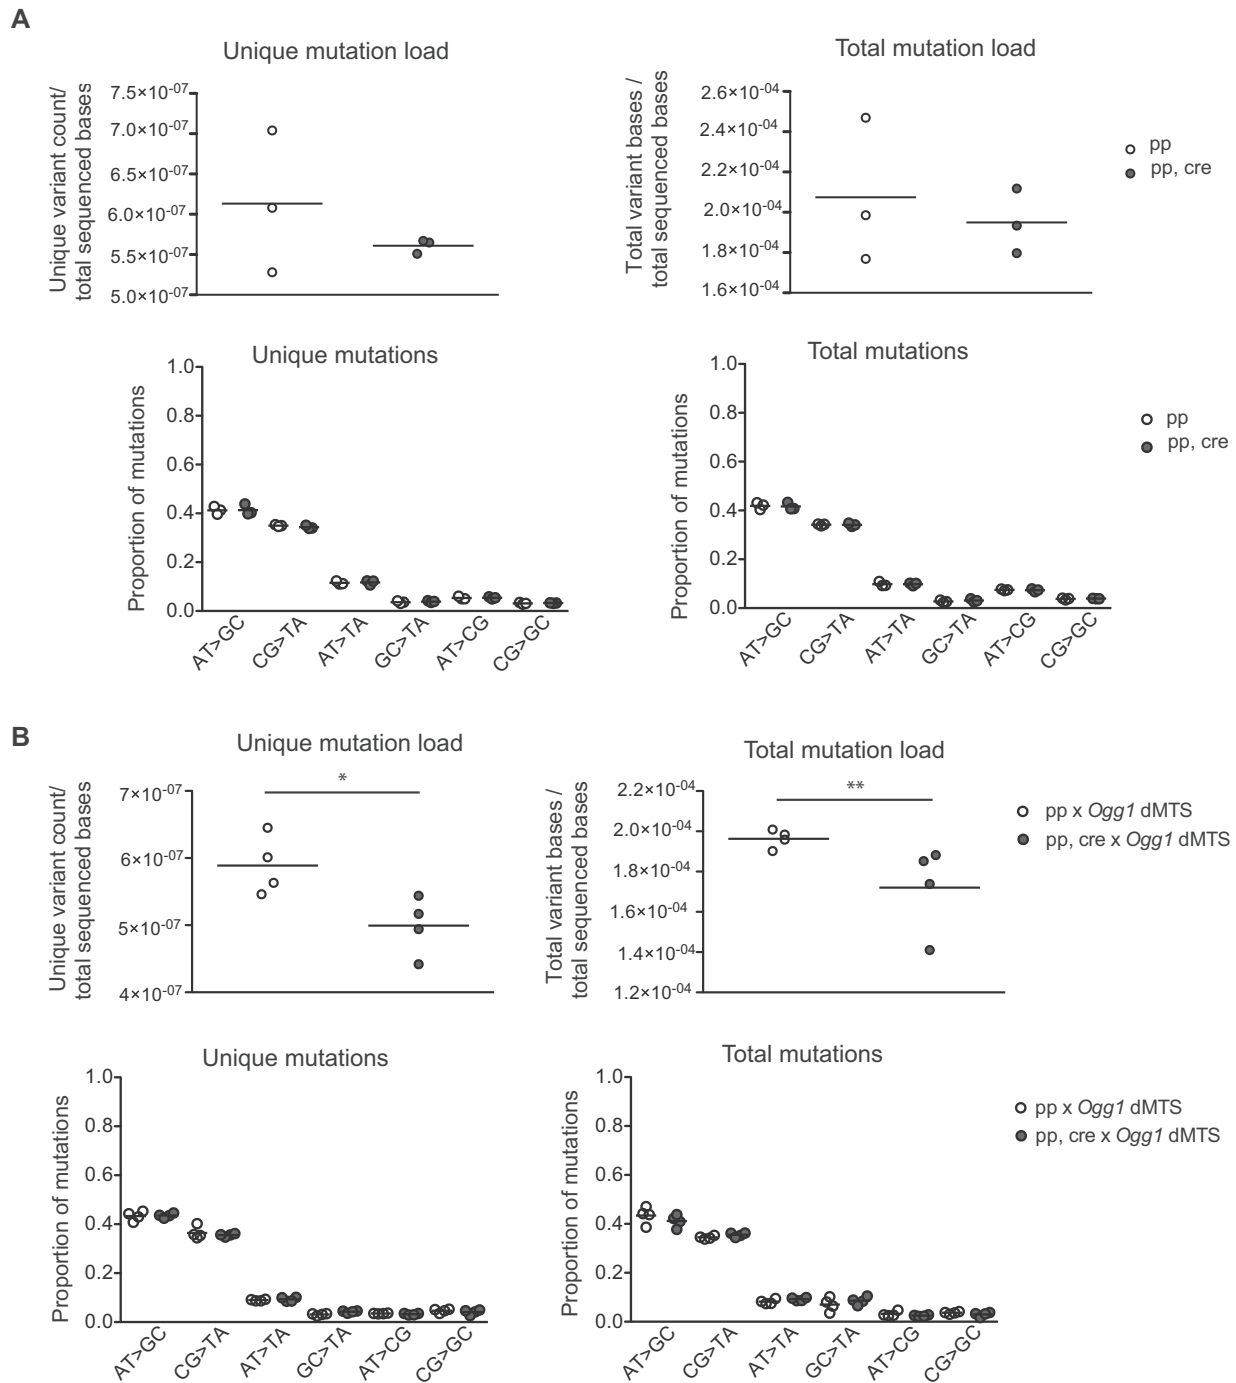 A
Unique mutation load
Unique variant count/
total sequenced bases
7.5×10-07
7.0×10-07
6.5×10-07
6.0×10-07
5.5×10-07
5.0×10-07
Total mutation load
Total variant bases /
total sequenced bases
2.6×10-04
2.4×10-04
2.2×10-04
2.0×10-04
1.8×10-04
1.6×10-04
pp
pp, cre
Unique mutations
Proportion of mutations
1.0
0.8
0.6
0.4
0.2
0.0
AT>GC
CG>TA
AT>TA
GC>TA
AT>CG
CG>GC
Total mutations
Proportion of mutations
1.0
0.8
0.6
0.4
0.2
0.0
AT>GC
CG>TA
AT>TA
GC>TA
AT>CG
CG>GC
pp
pp, cre
B
Unique mutation load
Unique variant count/
total sequenced bases
7×10-07
6×10-07
5×10-07
4×10-07
*
Total mutation load
Total variant bases /
total sequenced bases
2.2×10-04
2.0×10-04
1.8×10-04
1.6×10-04
1.4×10-04
1.2×10-04
**
pp x Ogg1 dMTS
pp, cre x Ogg1 dMTS
Unique mutations
Proportion of mutations
1.0
0.8
0.6
0.4
0.2
0.0
AT>GC
CG>TA
AT>TA
GC>TA
AT>CG
CG>GC
Total mutations
Proportion of mutations
1.0
0.8
0.6
0.4
0.2
0.0
AT>GC
CG>TA
AT>TA
GC>TA
AT>CG
CG>GC
pp x Ogg1 dMTS
pp, cre x Ogg1 dMTS